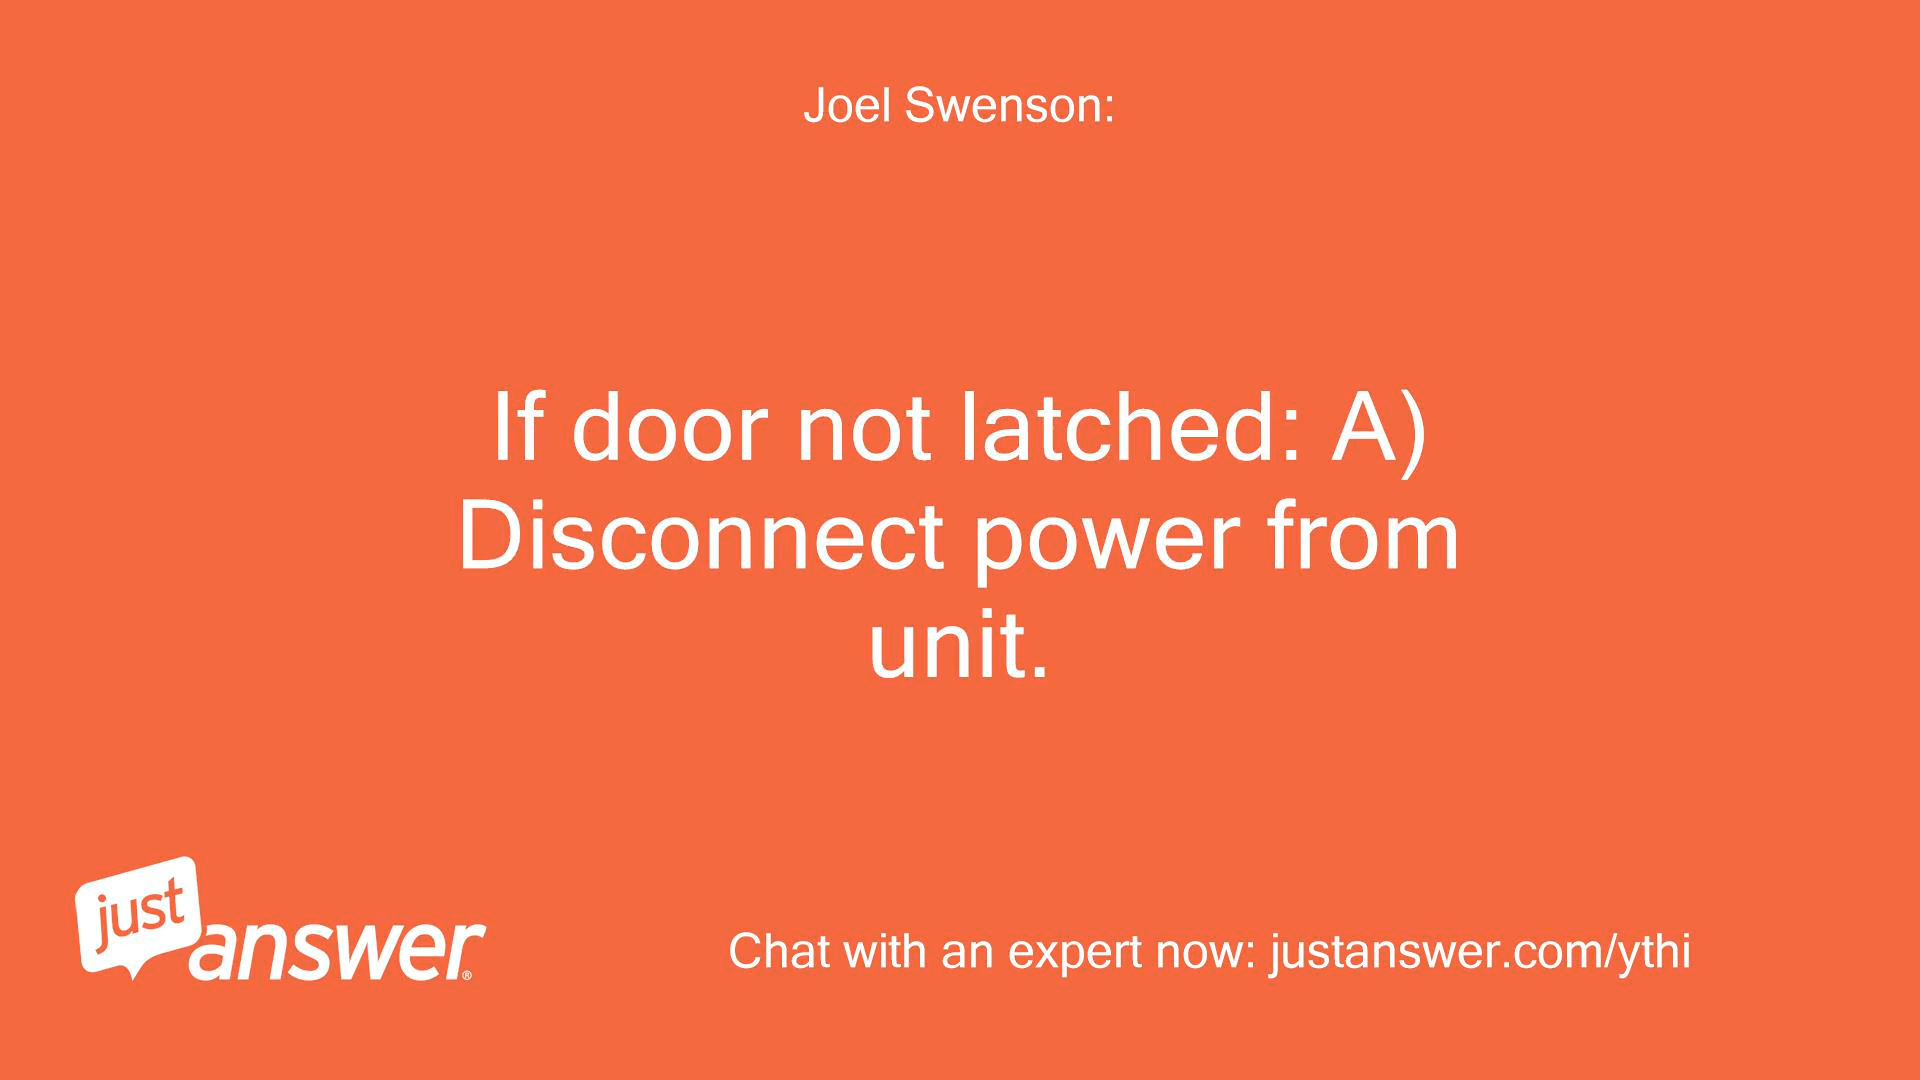 Joel Swenson:
If door not latched: A)
Disconnect power from
unit.
just
answer®
Chat with an expert now: justanswer.com/ythi